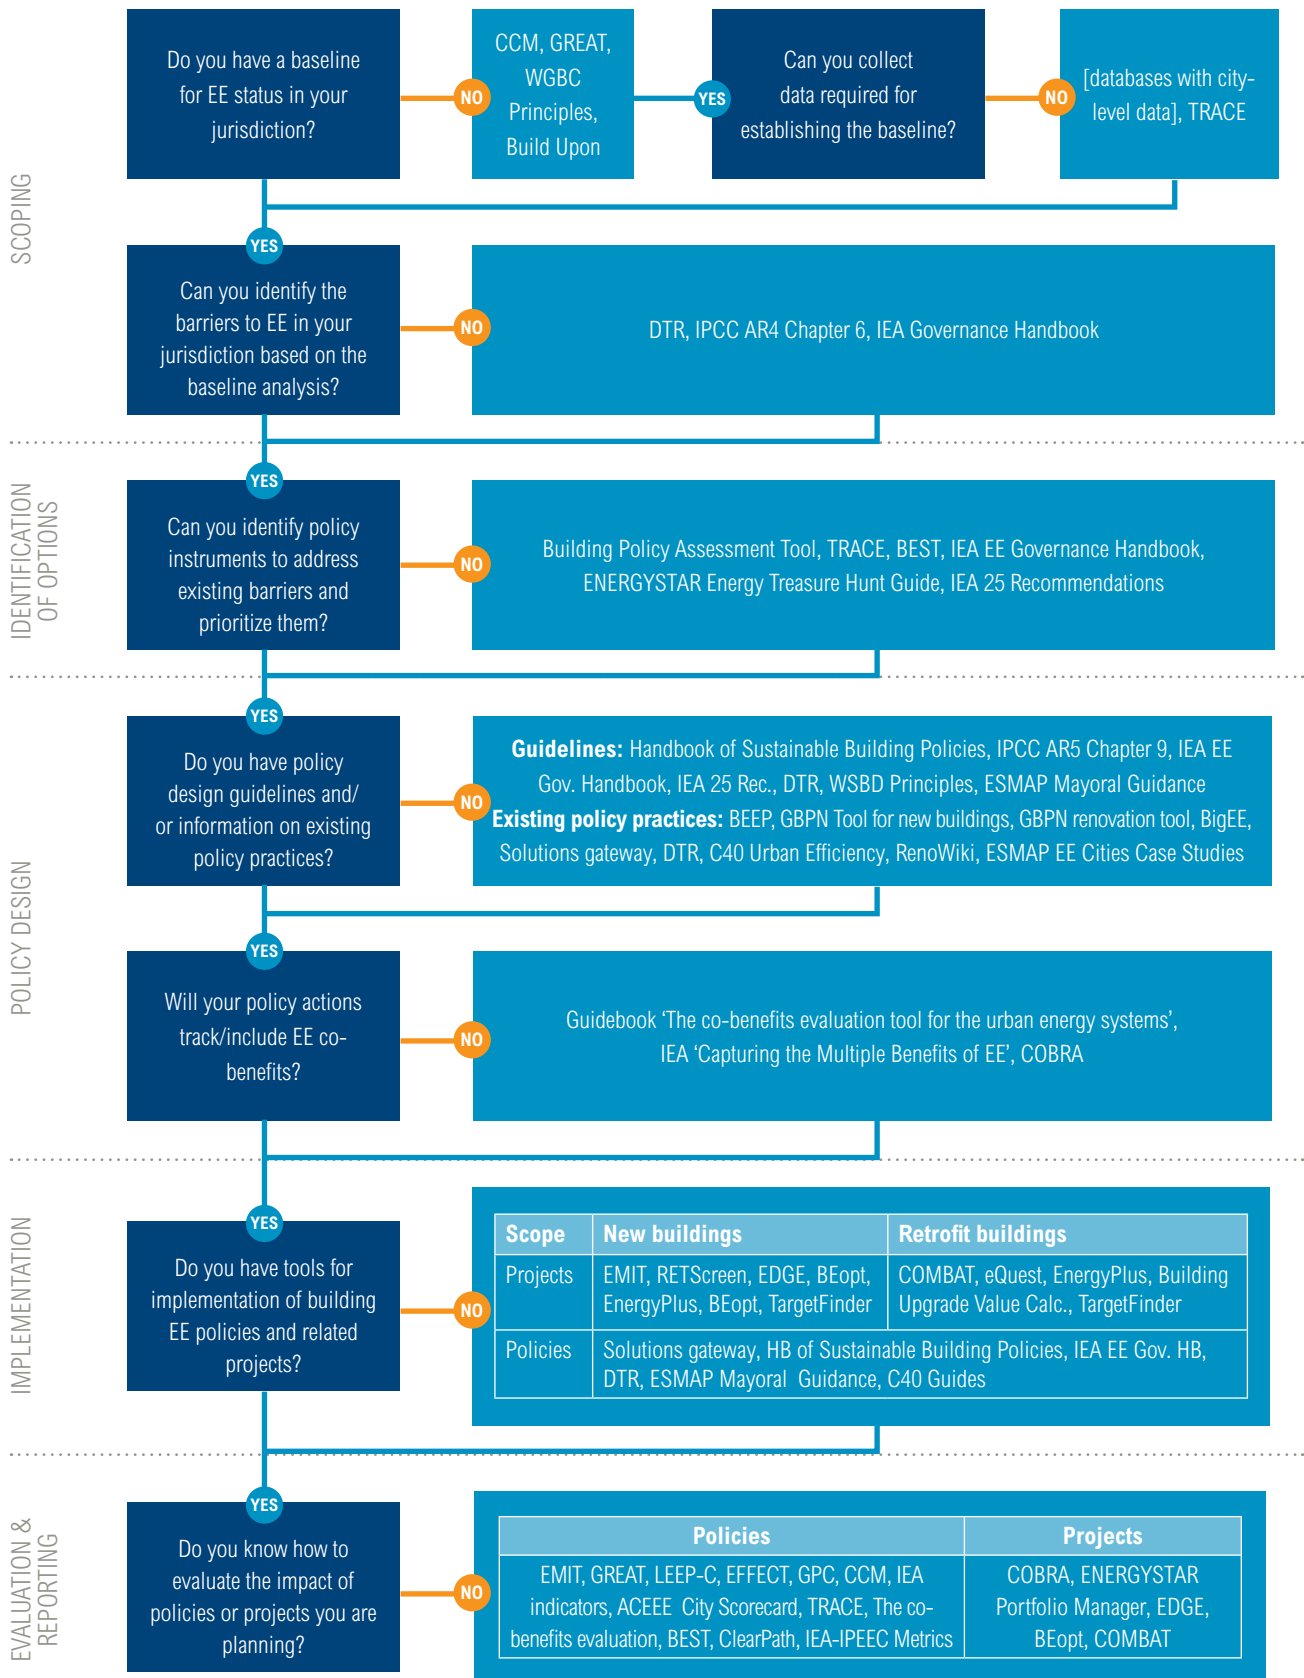 SCOPING
Do you have a baseline
for EE status in your
jurisdiction?
NO
CCM, GREAT,
WGBC
Principles,
Build Upon
YES
Can you collect
data required for
establishing the baseline?
NO
[databases with city-
level data], TRACE
YES
Can you identify the
barriers to EE in your
jurisdiction based on the
baseline analysis?
NO
DTR, IPCC AR4 Chapter 6, IEA Governance Handbook
IDENTIFICATION
OF OPTIONS
YES
Can you identify policy
instruments to address
existing barriers and
prioritize them?
NO
Building Policy Assessment Tool, TRACE, BEST, IEA EE Governance Handbook,
ENERGYSTAR Energy Treasure Hunt Guide, IEA 25 Recommendations
POLICY DESIGN
YES
Do you have policy
design guidelines and/
or information on existing
policy practices?
NO
Guidelines: Handbook of Sustainable Building Policies, IPCC AR5 Chapter 9, IEA EE
Gov. Handbook, IEA 25 Rec., DTR, WSBD Principles, ESMAP Mayoral Guidance
Existing policy practices: BEEP, GBPN Tool for new buildings, GBPN renovation tool, BigEE,
Solutions gateway, DTR, C40 Urban Efficiency, RenoWiki, ESMAP EE Cities Case Studies
YES
Will your policy actions
track/include EE co-
benefits?
NO
Guidebook ‘The co-benefits evaluation tool for the urban energy systems’,
IEA ‘Capturing the Multiple Benefits of EE’, COBRA
IMPLEMENTATION
YES
Do you have tools for
implementation of building
EE policies and related
projects?
NO
Scope New buildings Retrofit buildings
Projects EMIT, RETScreen, EDGE, BEopt, COMBAT, eQuest, EnergyPlus, Building
EnergyPlus, BEopt, TargetFinder Upgrade Value Calc., TargetFinder
Policies Solutions gateway, HB of Sustainable Building Policies, IEA EE Gov. HB,
DTR, ESMAP Mayoral Guidance, C40 Guides
EVALUATION &
REPORTING
YES
Do you know how to
evaluate the impact of
policies or projects you are
planning?
NO
Policies Projects
EMIT, GREAT, LEEP-C, EFFECT, GPC, CCM, IEA COBRA, ENERGYSTAR
indicators, ACEEE City Scorecard, TRACE, The co- Portfolio Manager, EDGE,
benefits evaluation, BEST, ClearPath, IEA-IPEEC Metrics BEopt, COMBAT